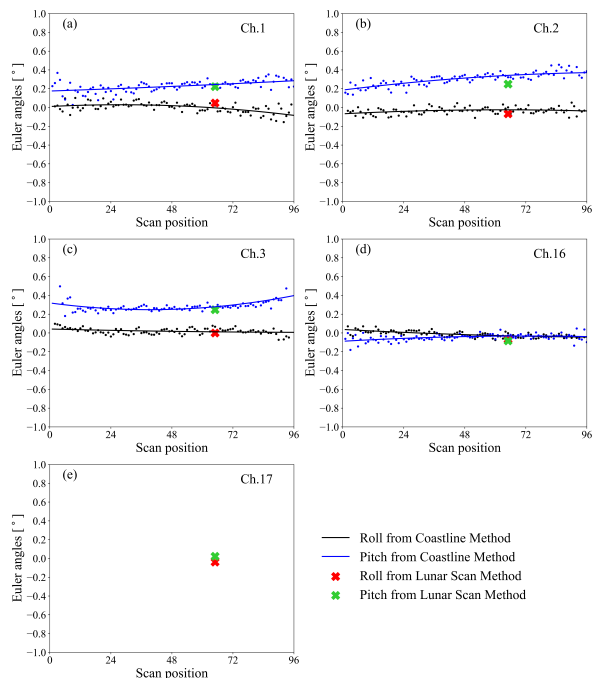 (a) Ch.1
1.0
0.8
0.6
0.4
0.2
0.0
−0.2
−0.4
−0.6
−0.8
−1.0
Euler angles [ ° ]
0 24 48 72 96
Scan position
(b) Ch.2
1.0
0.8
0.6
0.4
0.2
0.0
−0.2
−0.4
−0.6
−0.8
−1.0
Euler angles [ ° ]
0 24 48 72 96
Scan position
(c) Ch.3
1.0
0.8
0.6
0.4
0.2
0.0
−0.2
−0.4
−0.6
−0.8
−1.0
Euler angles [ ° ]
0 24 48 72 96
Scan position
(d) Ch.16
1.0
0.8
0.6
0.4
0.2
0.0
−0.2
−0.4
−0.6
−0.8
−1.0
Euler angles [ ° ]
0 24 48 72 96
Scan position
(e) Ch.17
1.0
0.8
0.6
0.4
0.2
0.0
−0.2
−0.4
−0.6
−0.8
−1.0
Euler angles [ ° ]
0 24 48 72 96
Scan position
Roll from Coastline Method
Pitch from Coastline Method
Roll from Lunar Scan Method
Pitch from Lunar Scan Method